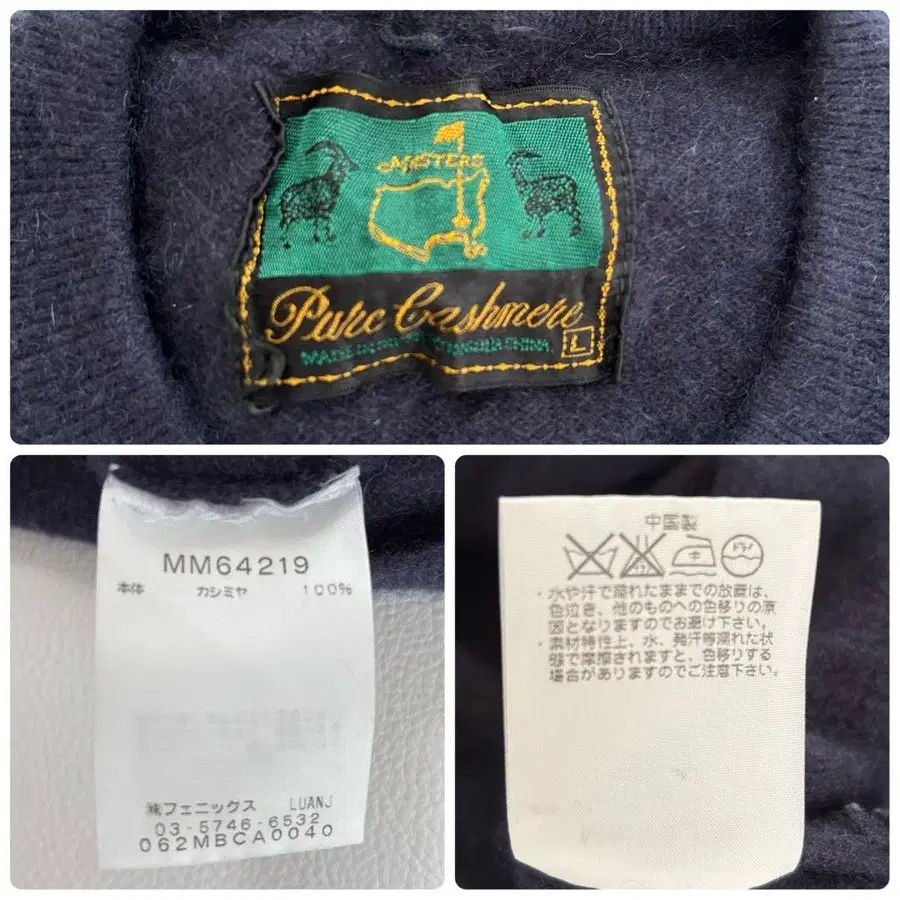 MASTERS
Pure Cashmere
MADE IN INNER MONGOLIA CHINA. L
MM64219
本体 カシミヤ 100%
㈱フェニックス LUANJ
03-5746-6532
062MBCA0040
中国製
ドライ
・水や汗で濡れたままでの放置は、
色泣き、他のものへの色移りの原
因となりますのでお避け下さい。
・素材特性上、水、発汗等濡れた状
態で摩擦されますと、色移りする
場合がありますのでご注意下さい。